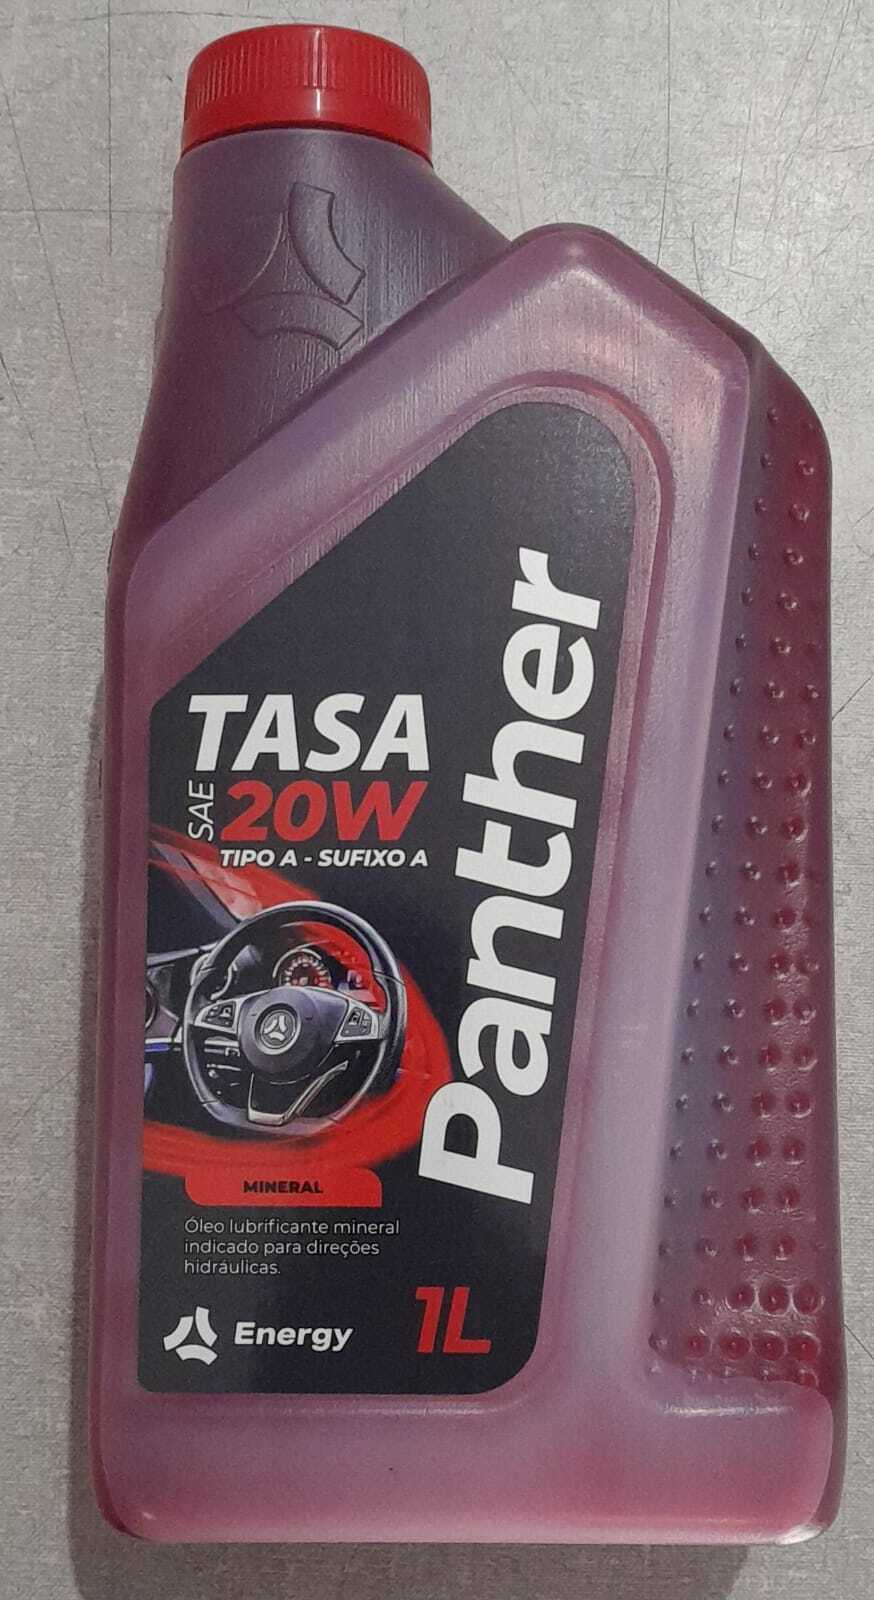 TASA
SAE 20W
TIPO A - SUFIXO A
Panther
MINERAL
Óleo lubrificante mineral
indicado para direções
hidráulicas.
Energy
1L